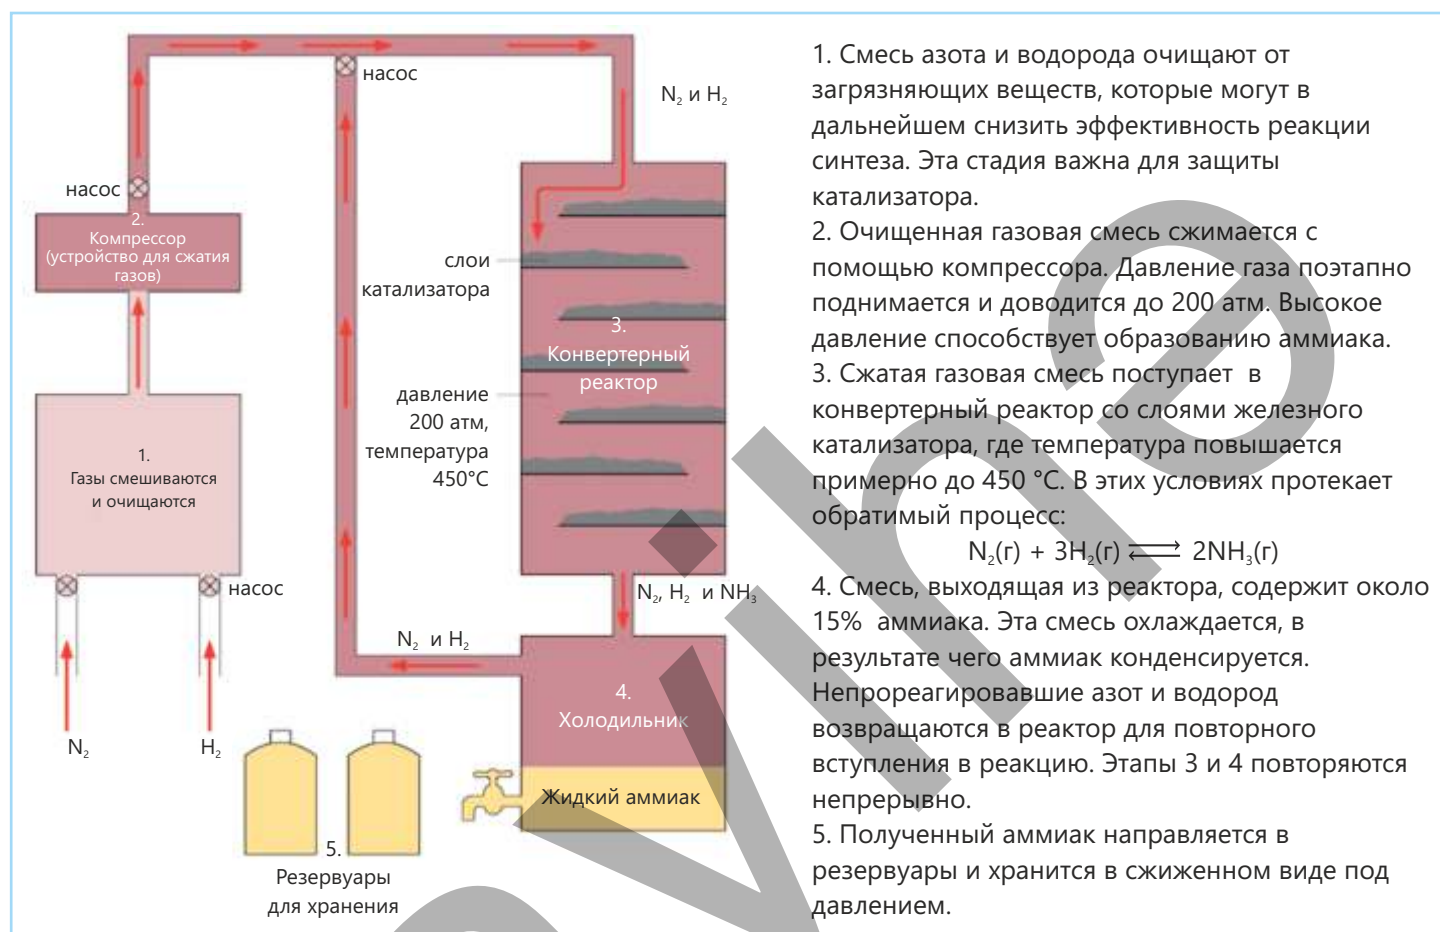 насос
N₂ и H₂
насос
2.
Компрессор
(устройство для сжатия
газов)
слои
катализатора
3.
Конвертерный
реактор
давление
200 атм,
температура
450°C
1.
Газы смешиваются
и очищаются
насос
N₂, H₂ и NH₃
N₂ и H₂
4.
Холодильник
N₂
H₂
Жидкий аммиак
5.
Резервуары
для хранения
1. Смесь азота и водорода очищают от
загрязняющих веществ, которые могут в
дальнейшем снизить эффективность реакции
синтеза. Эта стадия важна для защиты
катализатора.
2. Очищенная газовая смесь сжимается с
помощью компрессора. Давление газа поэтапно
поднимается и доводится до 200 атм. Высокое
давление способствует образованию аммиака.
3. Сжатая газовая смесь поступает в
конвертерный реактор со слоями железного
катализатора, где температура повышается
примерно до 450 °C. В этих условиях протекает
обратимый процесс:
N₂(г) + 3H₂(г) ⇌ 2NH₃(г)
4. Смесь, выходящая из реактора, содержит около
15% аммиака. Эта смесь охлаждается, в
результате чего аммиак конденсируется.
Непрореагировавшие азот и водород
возвращаются в реактор для повторного
вступления в реакцию. Этапы 3 и 4 повторяются
непрерывно.
5. Полученный аммиак направляется в
резервуары и хранится в сжиженном виде под
давлением.